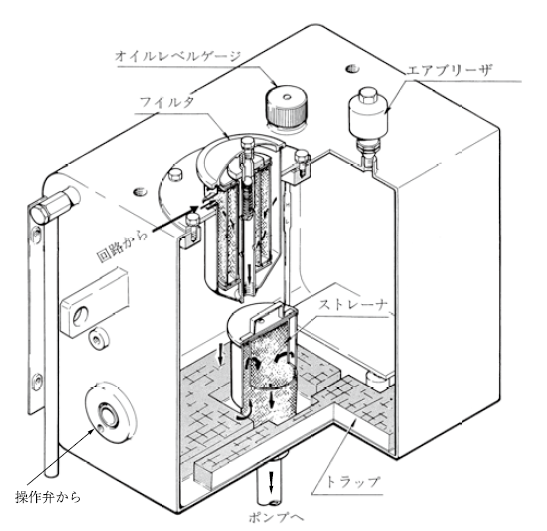 オイルレベルゲージ
エアブリーザ
フィルタ
回路から
ストレーナ
操作弁から
トラップ
ポンプへ